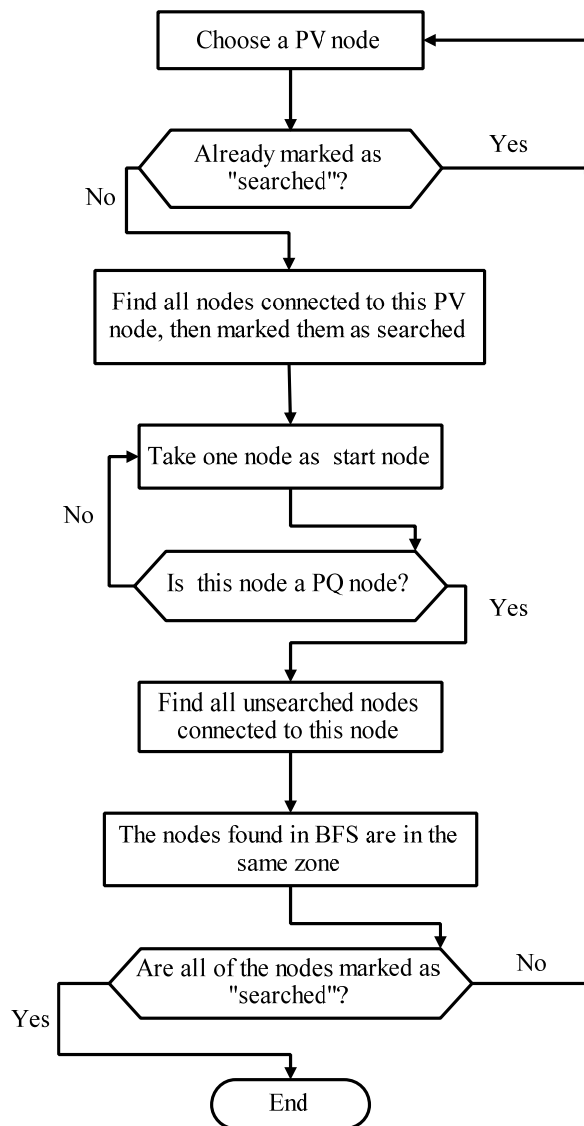 Choose a PV node
Already marked as
"searched"?
Yes
No
Find all nodes connected to this PV
node, then marked them as searched
Take one node as start node
No
Is this node a PQ node?
Yes
Find all unsearched nodes
connected to this node
The nodes found in BFS are in the
same zone
Are all of the nodes marked as
"searched"?
No
Yes
End